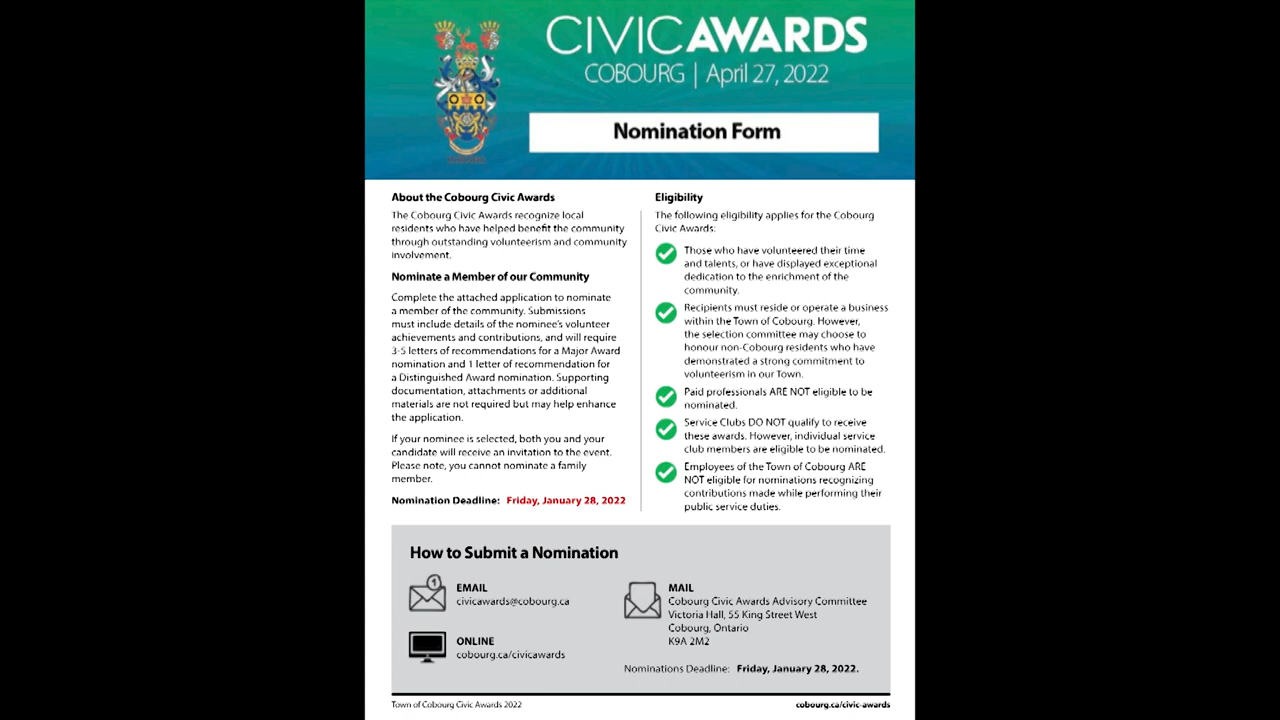 CIVICAWARDS
COBOURG | April 27, 2022
Nomination Form
About the Cobourg Civic Awards
The Cobourg Civic Awards recognize local
residents who have helped benefit the community
through outstanding volunteerism and community
involvement.
Nominate a Member of our Community
Complete the attached application to nominate
a member of the community. Submissions
must include details of the nominee's volunteer
achievements and contributions, and will require
3-5 letters of recommendations for a Major Award
nomination and 1 letter of recommendation for
a Distinguished Award nomination. Supporting
documentation, attachments or additional
materials are not required but may help enhance
the application.
If your nominee is selected, both you and your
candidate will receive an invitation to the event.
Please note, you cannot nominate a family
member.
Nomination Deadline: Friday, January 28, 2022
Eligibility
The following eligibility applies for the Cobourg
Civic Awards:
Those who have volunteered their time
and talents, or have displayed exceptional
dedication to the enrichment of the
community.
Recipients must reside or operate a business
within the Town of Cobourg. However,
the selection committee may choose to
honour non-Cobourg residents who have
demonstrated a strong commitment to
volunteerism in our Town.
Paid professionals ARE NOT eligible to be
nominated.
Service Clubs DO NOT qualify to receive
these awards. However, individual service
club members are eligible to be nominated.
Employees of the Town of Cobourg ARE
NOT eligible for nominations recognizing
contributions made while performing their
public service duties.
How to Submit a Nomination
1
EMAIL
civicawards@cobourg.ca
ONLINE
cobourg.ca/civicawards
MAIL
Cobourg Civic Awards Advisory Committee
Victoria Hall, 55 King Street West
Cobourg, Ontario
K9A 2M2
Nominations Deadline: Friday, January 28, 2022.
Town of Cobourg Civic Awards 2022
cobourg.ca/civic-awards